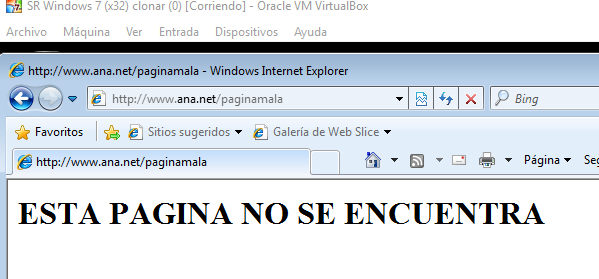 SR Windows 7 (x32) clonar (0) [Corriendo] - Oracle VM VirtualBox
Archivo Máquina Ver Entrada Dispositivos Ayuda
http://www.ana.net/paginamala - Windows Internet Explorer
http://www.ana.net/paginamala Bing
Favoritos Sitios sugeridos Galería de Web Slice
http://www.ana.net/paginamala Página
ESTA PAGINA NO SE ENCUENTRA